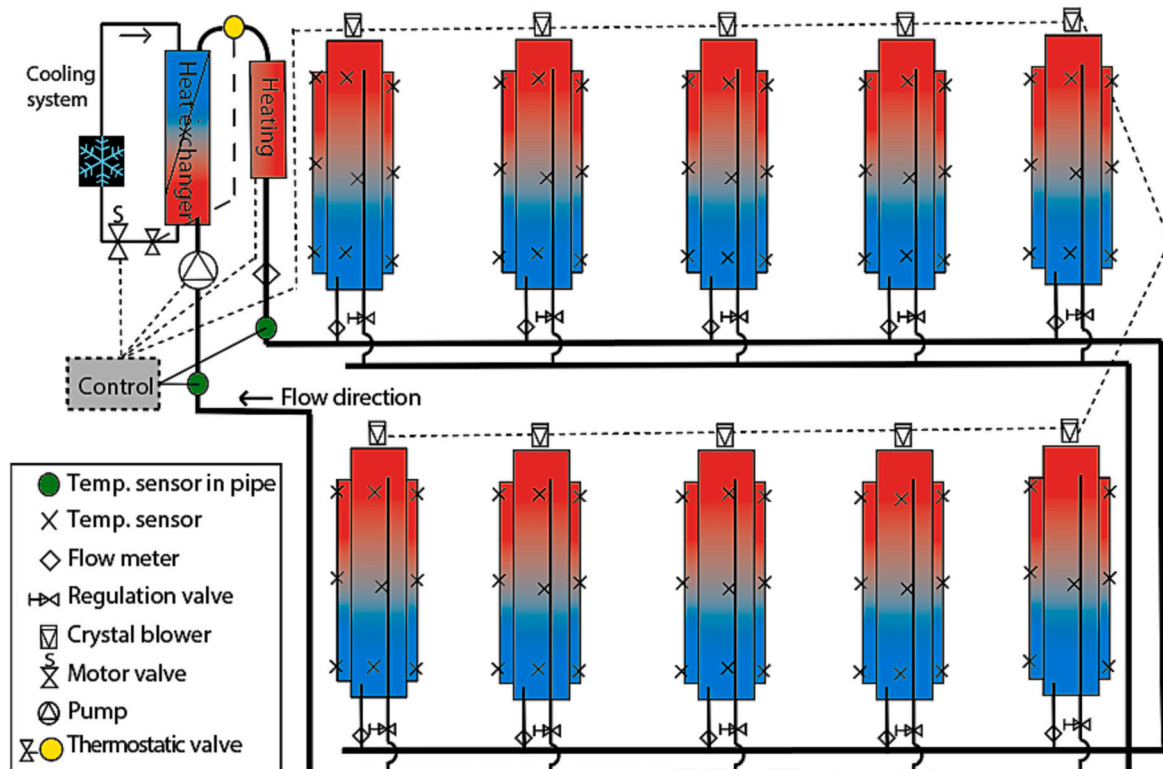 Cooling
system
Heat exchanger
Heating
S
Control
Flow direction
Temp. sensor in pipe
Temp. sensor
Flow meter
Regulation valve
Crystal blower
S
Motor valve
Pump
Thermostatic valve